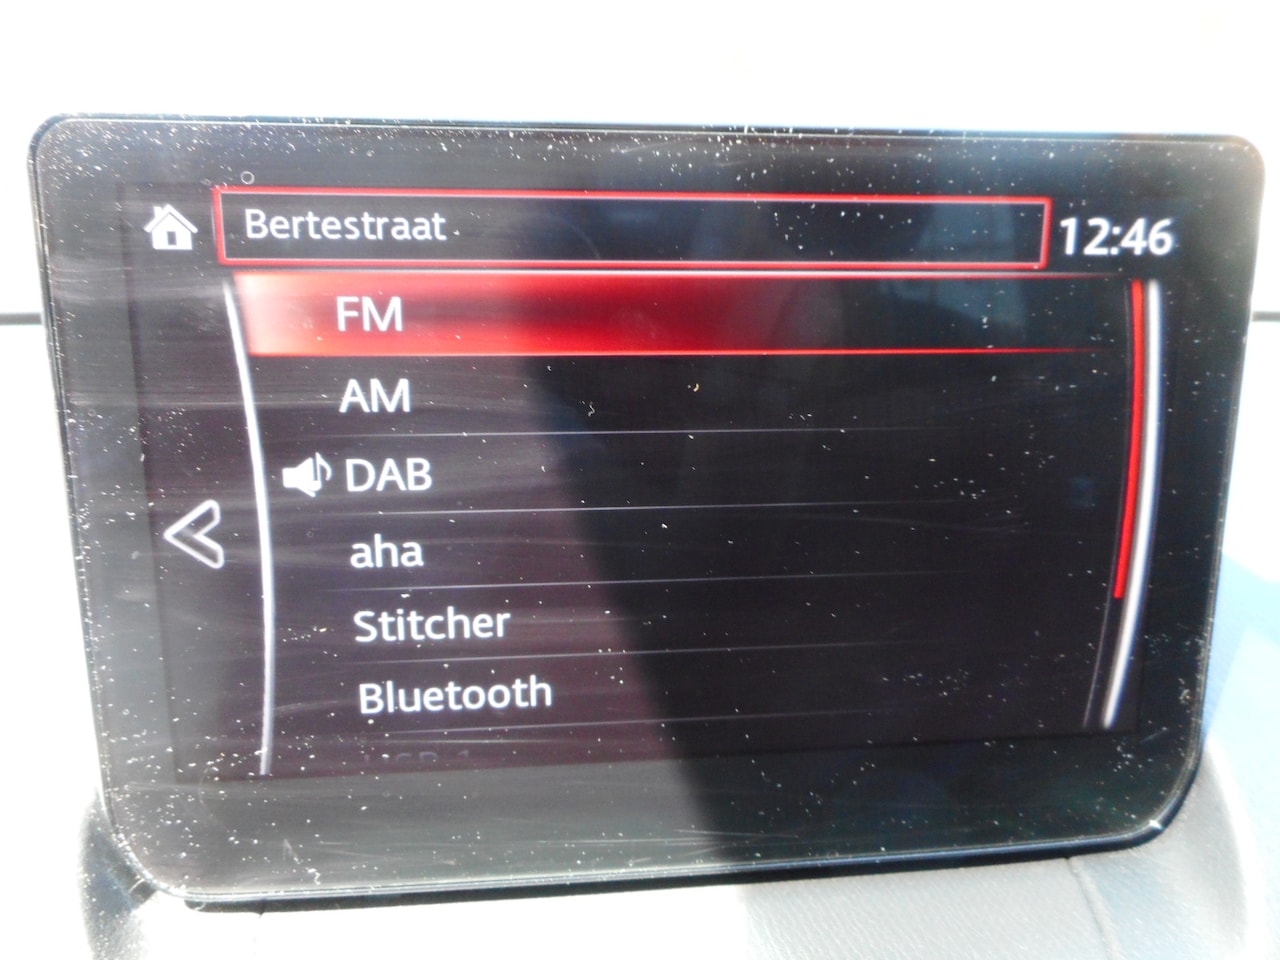 Bertestraat
12:46
FM
AM
DAB
aha
Stitcher
Bluetooth